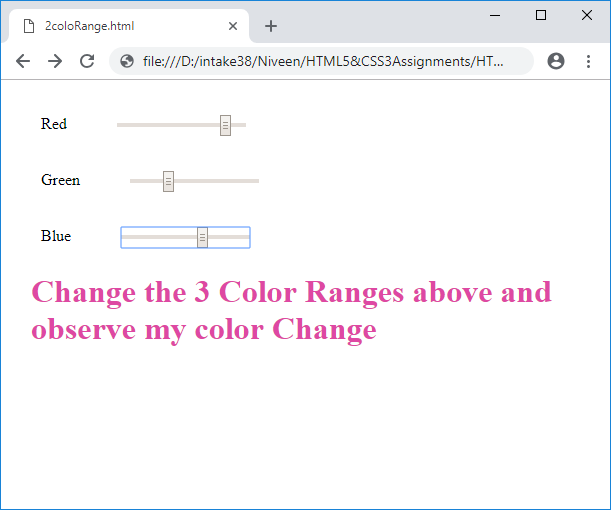 2coloRange.html
file:///D:/intake38/Niveen/HTML5&CSS3Assignments/HT...
Red
Green
Blue
Change the 3 Color Ranges above and
observe my color Change